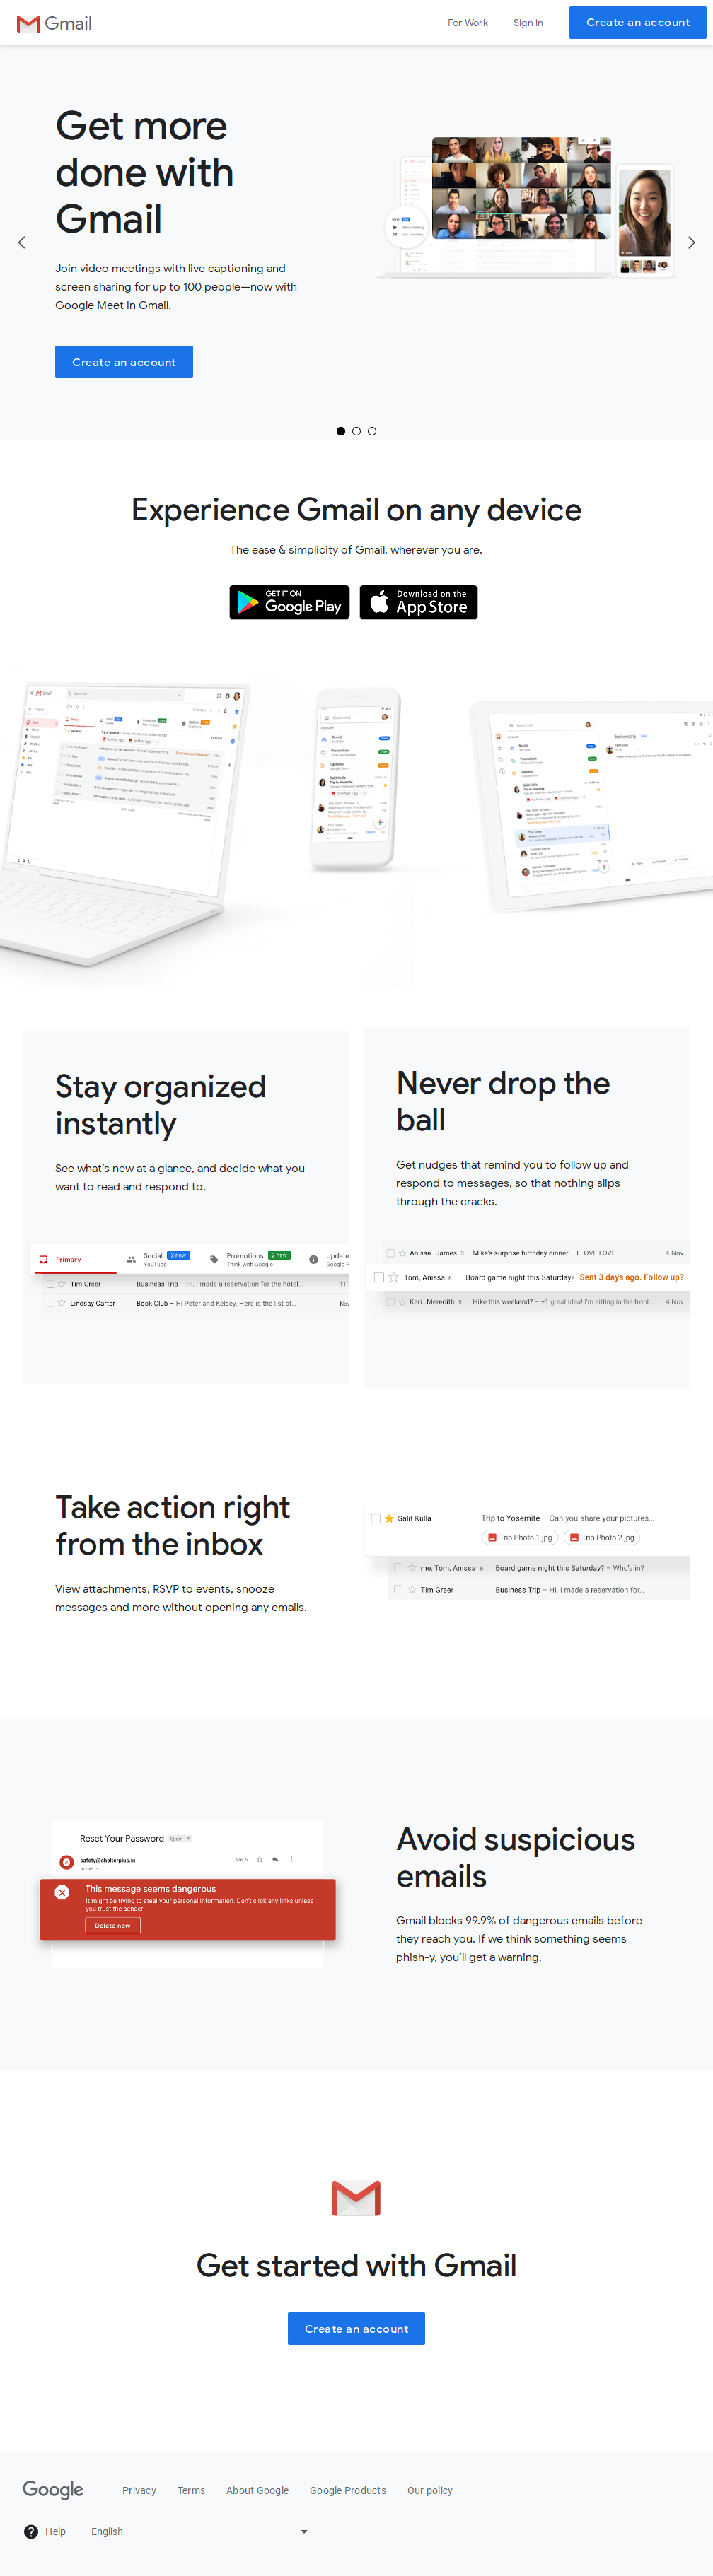 Gmail
For Work
Sign in
Create an account
Get more
done with
Gmail
Join video meetings with live captioning and
screen sharing for up to 100 people—now with
Google Meet in Gmail.
Create an account
Experience Gmail on any device
The ease & simplicity of Gmail, wherever you are.
GET IT ON
Google Play
Download on the
App Store
Stay organized
instantly
See what's new at a glance, and decide what you
want to read and respond to.
Primary
Social
2 new
YouTube
Promotions
2 new
Think with Google
Update
Google P
Tim Greer
Business Trip – Hi, I made a reservation for the hotel...
11
Lindsay Carter
Book Club – Hi Peter and Kelsey. Here is the list of...
Nov
Never drop the
ball
Get nudges that remind you to follow up and
respond to messages, so that nothing slips
through the cracks.
Anissa...James 3
Mike's surprise birthday dinner – I LOVE LOVE...
4 Nov
Tom, Anissa 6
Board game night this Saturday? Sent 3 days ago. Follow up?
Keri...Meredith 5
Hike this weekend? – +1 great idea! I'm sitting in the front...
4 Nov
Take action right
from the inbox
View attachments, RSVP to events, snooze
messages and more without opening any emails.
Salit Kulla
Trip to Yosemite – Can you share your pictures...
Trip Photo 1.jpg
Trip Photo 2.jpg
me, Tom, Anissa 6
Board game night this Saturday? – Who's in?
Tim Greer
Business Trip – Hi, I made a reservation for...
Reset Your Password
Spam x
safety@shelterplus.in
Nov 5
to me
This message seems dangerous
It might be trying to steal your personal information. Don't click any links unless
you trust the sender.
Delete now
Avoid suspicious
emails
Gmail blocks 99.9% of dangerous emails before
they reach you. If we think something seems
phish-y, you'll get a warning.
Get started with Gmail
Create an account
Google
Privacy
Terms
About Google
Google Products
Our policy
Help
English